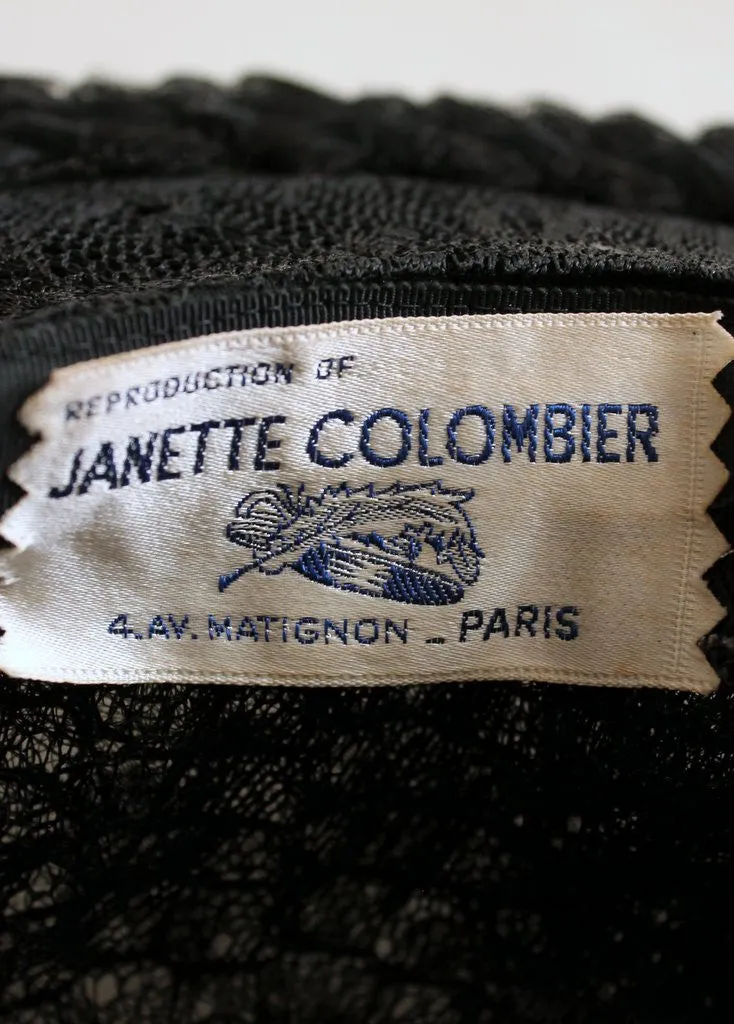 REPRODUCTION OF
JANETTE COLOMBIER
4.AV. MATIGNON - PARIS